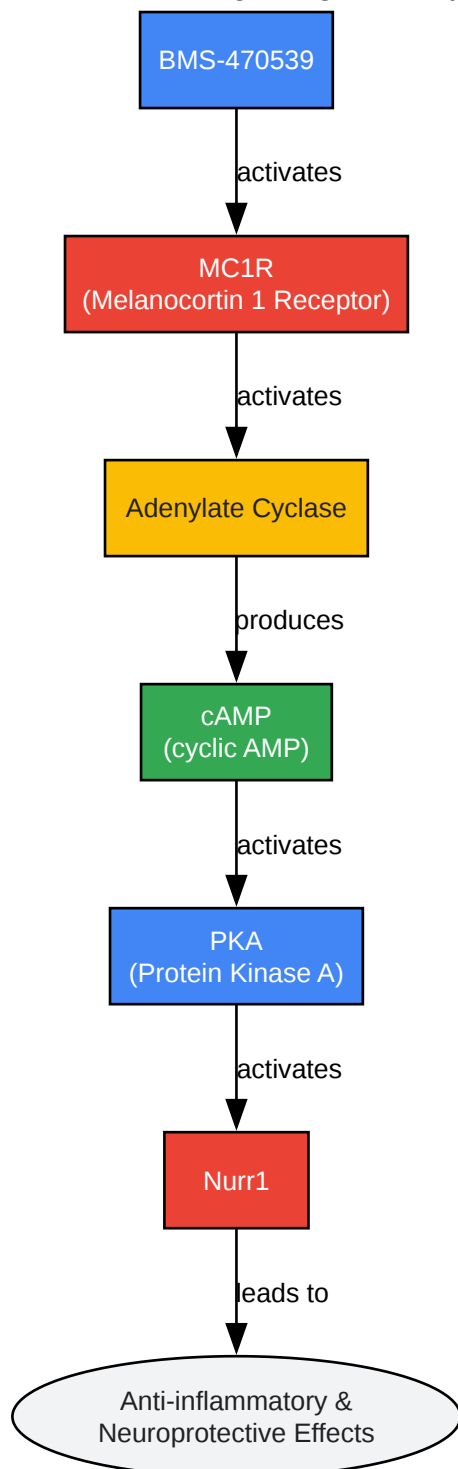 BMS-470539
activates
MC1R
(Melanocortin 1 Receptor)
activates
Adenylate Cyclase
produces
cAMP
(cyclic AMP)
activates
PKA
(Protein Kinase A)
activates
Nurr1
leads to
Anti-inflammatory &
Neuroprotective Effects